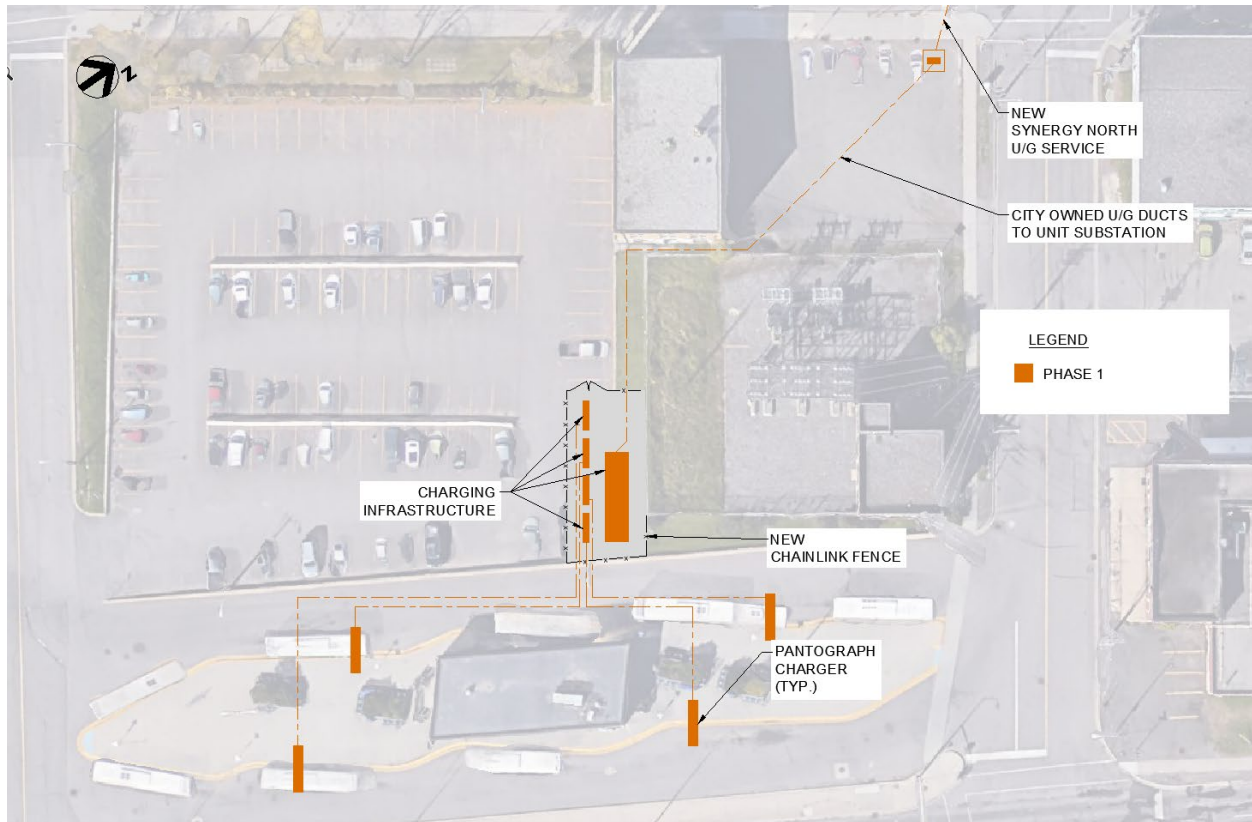 N
NEW
SYNERGY NORTH
U/G SERVICE
CITY OWNED U/G DUCTS
TO UNIT SUBSTATION
LEGEND
PHASE 1
CHARGING
INFRASTRUCTURE
NEW
CHAINLINK FENCE
PANTOGRAPH
CHARGER
(TYP.)